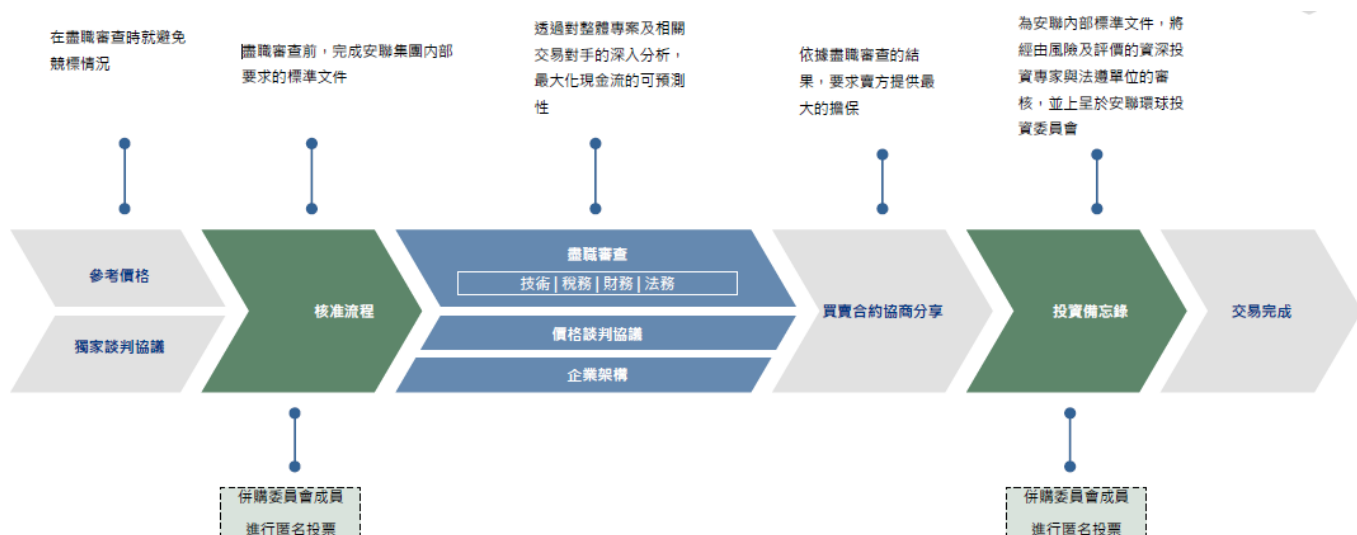 在盡職審查時就避免
競標情況
盡職審查前，完成安聯集團內部
要求的標準文件
透過對整體專案及相關
交易對手的深入分析，
最大化現金流的可預測
性
依據盡職審查的結
果，要求賣方提供最
大的擔保
為安聯內部標準文件，將
經由風險及評價的資深投
資專家與法遵單位的審
核，並上呈於安聯環球投
資委員會
參考價格
獨家談判協議
核准流程
盡職審查
技術 | 稅務 | 財務 | 法務
價格談判協議
企業架構
買賣合約協商分享
投資備忘錄
交易完成
併購委員會成員
進行匿名投票
併購委員會成員
進行匿名投票